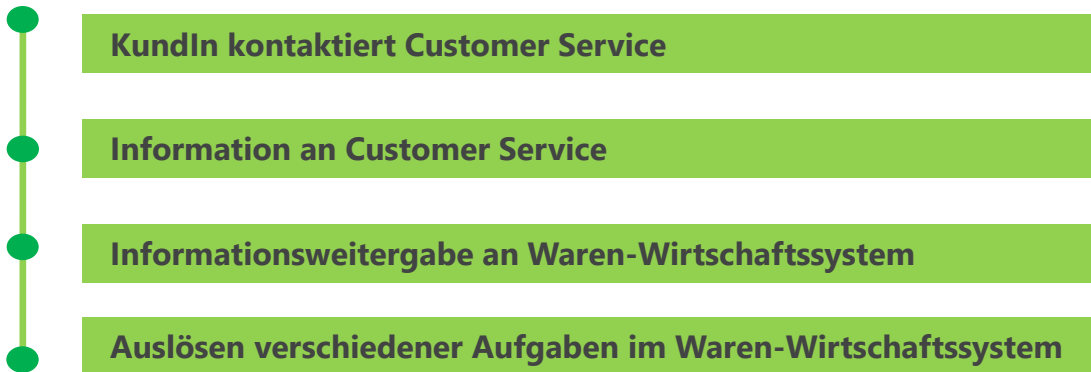 KundIn kontaktiert Customer Service
Information an Customer Service
Informationsweitergabe an Waren-Wirtschaftssystem
Auslösen verschiedener Aufgaben im Waren-Wirtschaftssystem